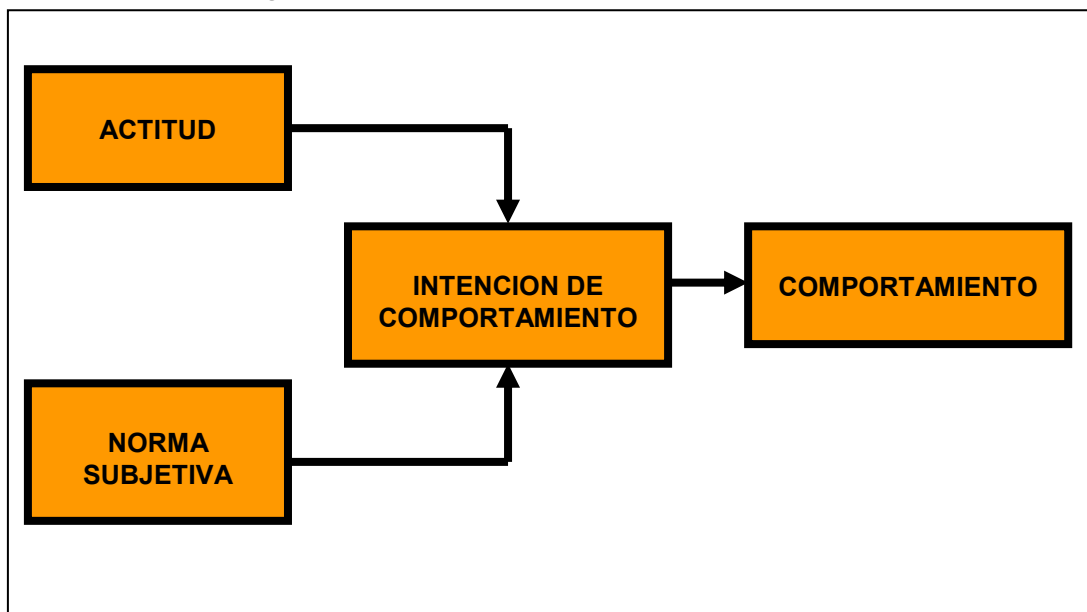 ACTITUD
INTENCION DE
COMPORTAMIENTO
COMPORTAMIENTO
NORMA
SUBJETIVA